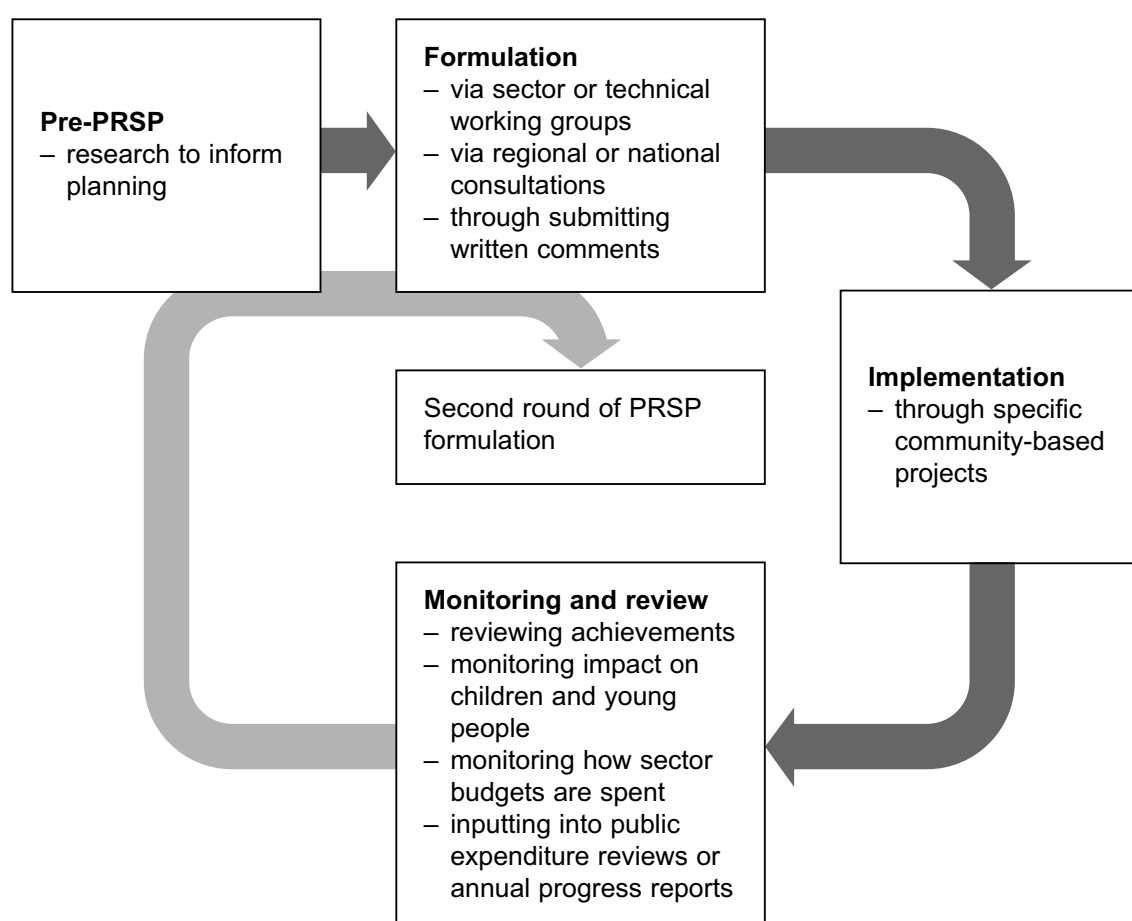 Pre-PRSP
– research to inform
planning
Formulation
– via sector or technical
working groups
– via regional or national
consultations
– through submitting
written comments
Second round of PRSP
formulation
Implementation
– through specific
community-based
projects
Monitoring and review
– reviewing achievements
– monitoring impact on
children and young
people
– monitoring how sector
budgets are spent
– inputting into public
expenditure reviews or
annual progress reports